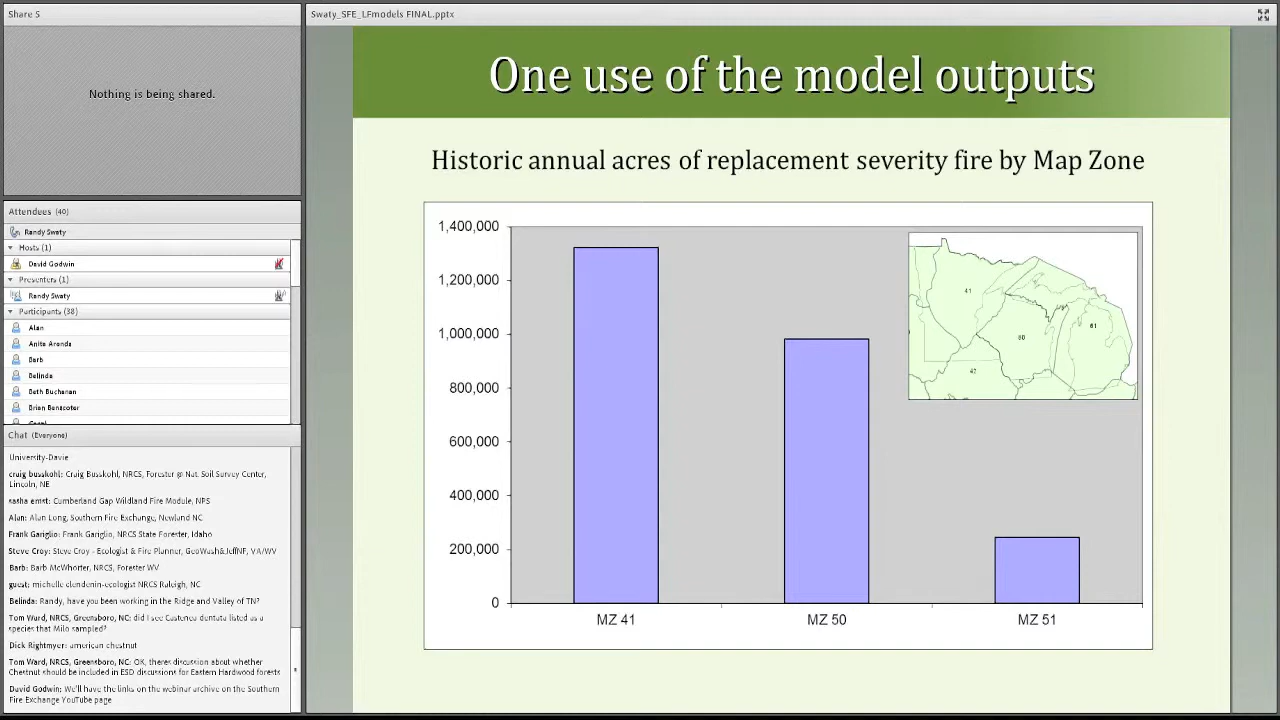 Share 5
Swaty_SFE_LFmodels FINAL.pptx
Nothing is being shared.
Attendees (40)
Randy Swaty
Hosts (1)
David Godwin
Presenters (1)
Randy Swaty
Participants (38)
Alan
Anita Arends
Barb
Belinda
Beth Buchanan
Brian Benscoter
Chat (Everyone)
University-Davie
craig busskohl: Craig Busskohl, NRCS, Forester @ Nat. Soil Survey Center,
Lincoln, NE
sasha ernst: Cumberland Gap Wildland Fire Module, NPS
Alan: Alan Long, Southern Fire Exchange, Newland NC
Frank Gariglio: Frank Gariglio, NRCS State Forester, Idaho
Steve Croy: Steve Croy - Ecologist & Fire Planner, GeoWash&JeffNF, VA/WV
Barb: Barb McWhorter, NRCS, Forester WV
guest: michelle clendenin-ecologist NRCS Raleigh, NC
Belinda: Randy, have you been working in the Ridge and Valley of TN?
Tom Ward, NRCS, Greensboro, NC: did I see Castenea dentata listed as a
species that Milo sampled?
Dick Rightmyer: american chestnut
Tom Ward, NRCS, Greensboro, NC: OK, theres discussion about whether
Chestnut should be included in ESD discussions for Eastern Hardwood forests
David Godwin: We'll have the links on the webinar archive on the Southern
Fire Exchange YouTube page
One use of the model outputs
Historic annual acres of replacement severity fire by Map Zone
1,400,000
1,200,000
1,000,000
800,000
600,000
400,000
200,000
0
MZ 41
MZ 50
MZ 51
41
42